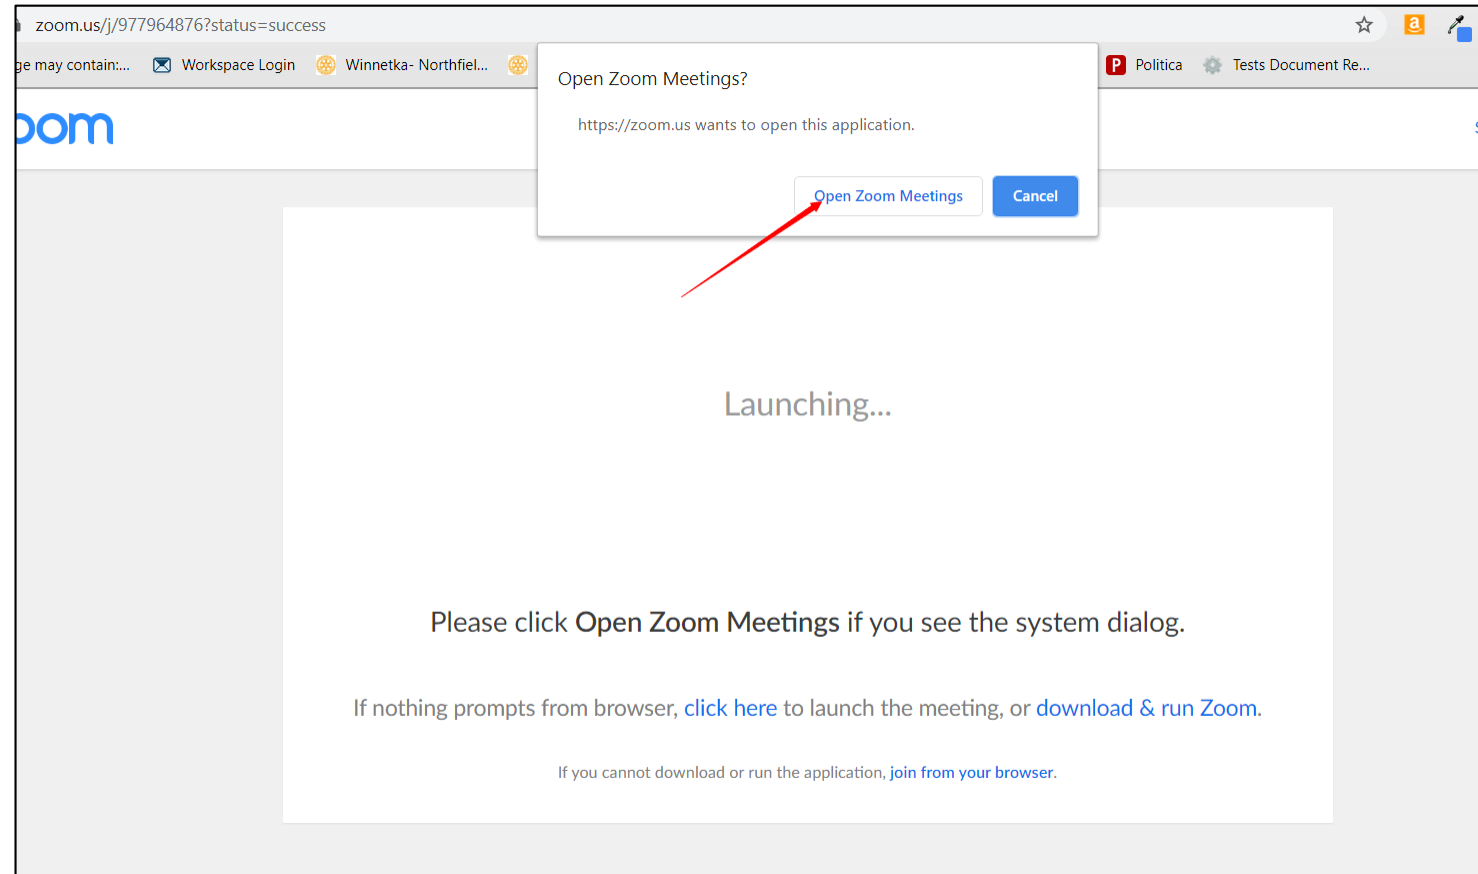 zoom.us/j/977964876?status=success
ge may contain:... Workspace Login Winnetka- Northfiel... Politica Tests Document Re...
Open Zoom Meetings?
https://zoom.us wants to open this application.
Open Zoom Meetings Cancel
oom
Launching...
Please click Open Zoom Meetings if you see the system dialog.
If nothing prompts from browser, click here to launch the meeting, or download & run Zoom.
If you cannot download or run the application, join from your browser.